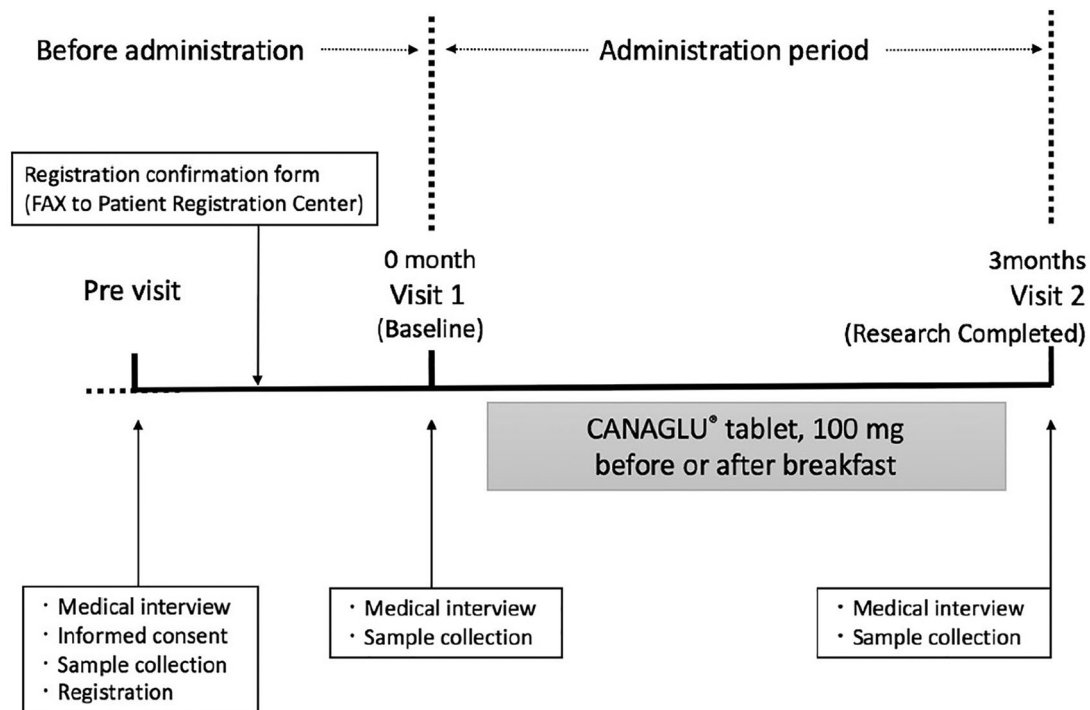 Before administration
Administration period
Registration confirmation form
(FAX to Patient Registration Center)
Pre visit
0 month
Visit 1
(Baseline)
3months
Visit 2
(Research Completed)
CANAGLU® tablet, 100 mg
before or after breakfast
・Medical interview
・Informed consent
・Sample collection
・Registration
・Medical interview
・Sample collection
・Medical interview
・Sample collection